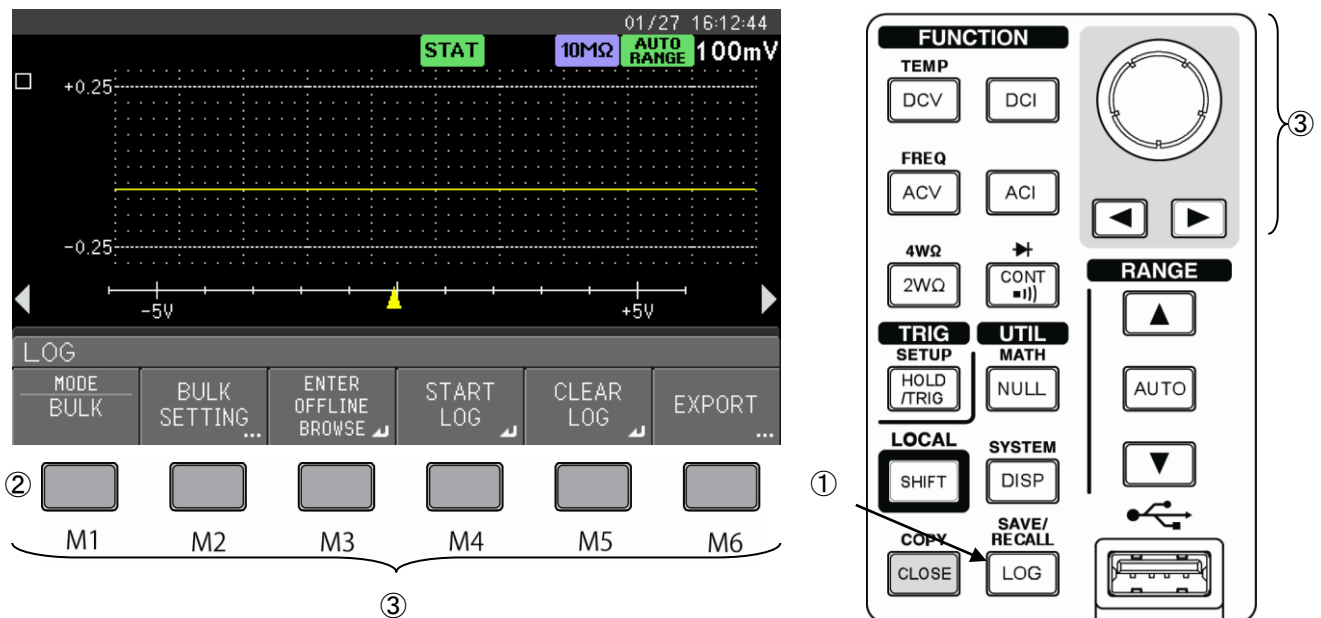 01/27 16:12:44
STAT
10MΩ
AUTO
RANGE
100mV
+0.25
-0.25
-5V
+5V
LOG
MODE
BULK
BULK
SETTING
...
ENTER
OFFLINE
BROWSE
START
LOG
CLEAR
LOG
EXPORT
...
②
M1 M2 M3 M4 M5 M6
③
FUNCTION
TEMP
DCV DCI
FREQ
ACV ACI
4WΩ
2WΩ
CONT
③
RANGE
AUTO
TRIG UTIL
SETUP MATH
HOLD
/TRIG
NULL
LOCAL SYSTEM
SHIFT DISP
①
COPY
SAVE/
RECALL
CLOSE LOG